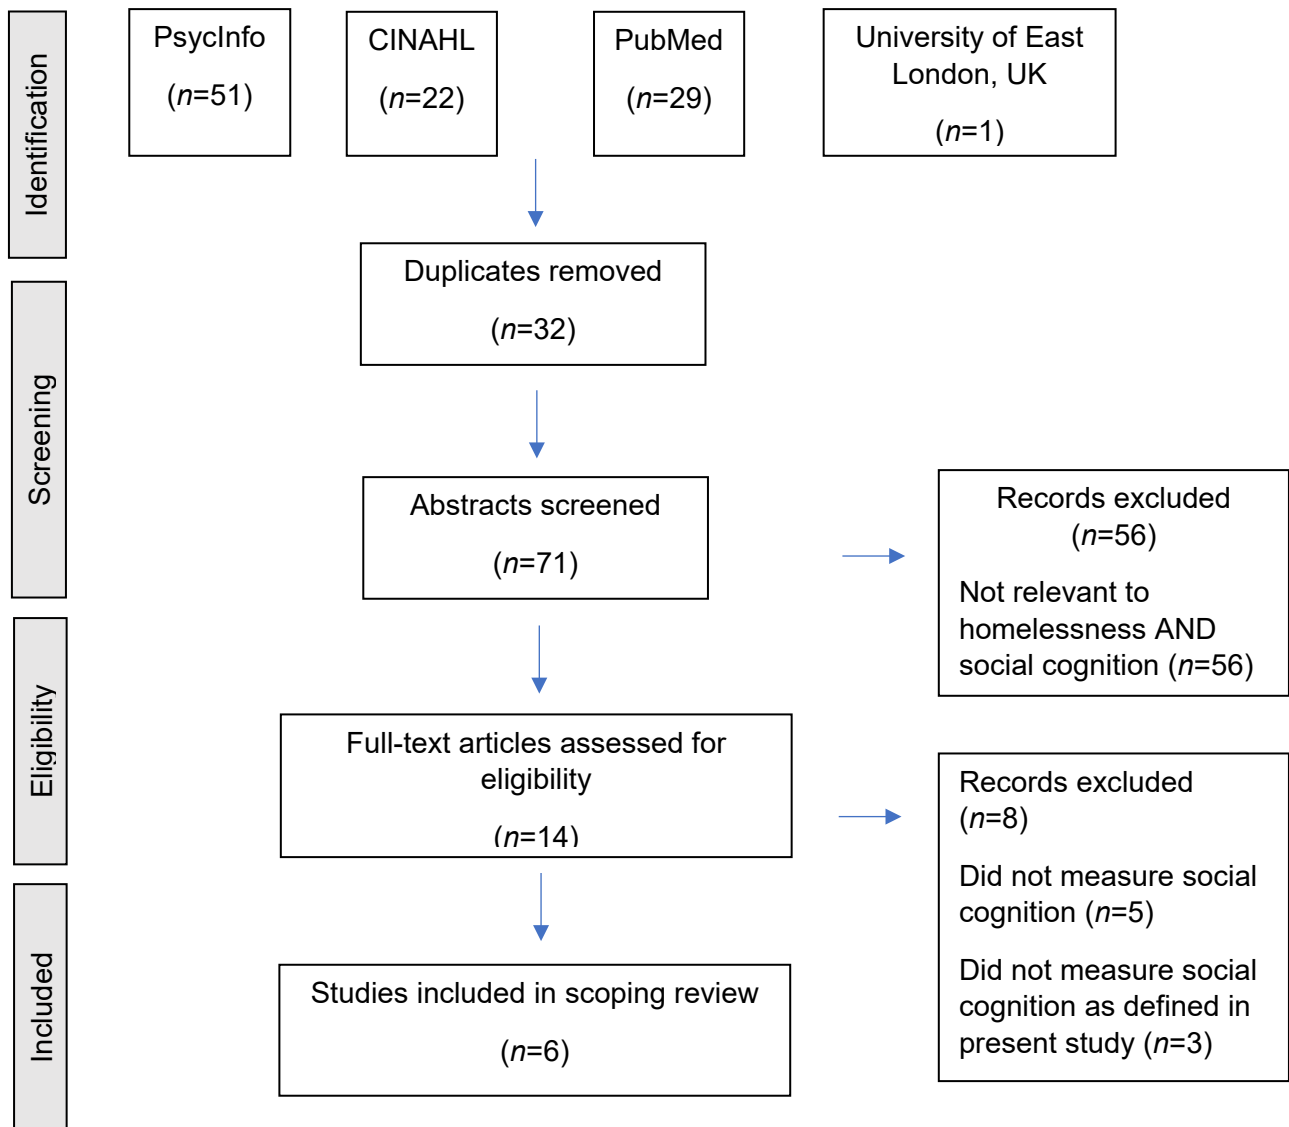 Identification
PsycInfo
(n=51)
CINAHL
(n=22)
PubMed
(n=29)
University of East
London, UK
(n=1)
Duplicates removed
(n=32)
Screening
Abstracts screened
(n=71)
Records excluded
(n=56)
Not relevant to
homelessness AND
social cognition (n=56)
Eligibility
Full-text articles assessed for
eligibility
(n=14)
Records excluded
(n=8)
Did not measure social
cognition (n=5)
Did not measure social
cognition as defined in
present study (n=3)
Included
Studies included in scoping review
(n=6)